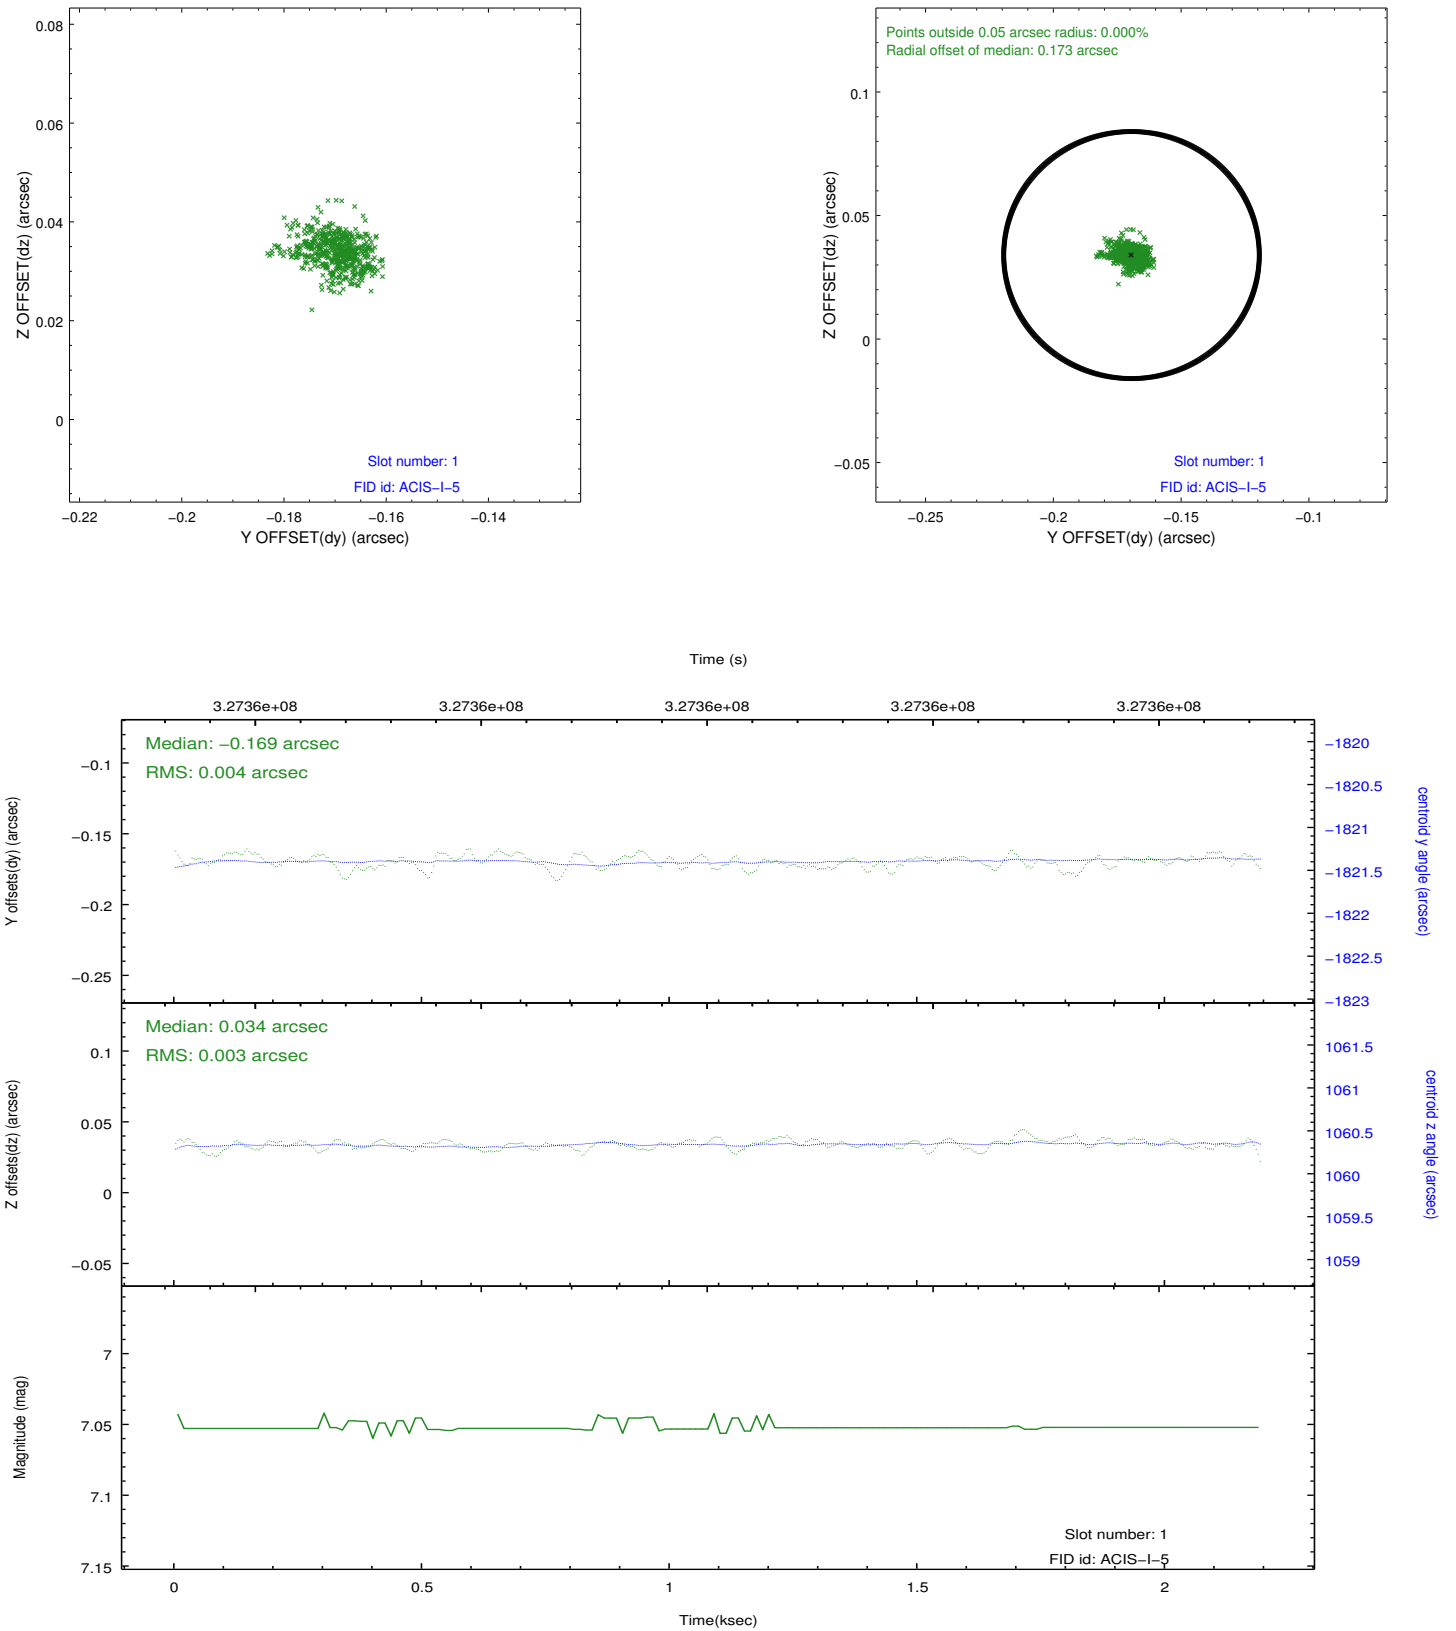 0.08
0.06
0.04
0.02
0
Z OFFSET(dz) (arcsec)
Slot number: 1
FID id: ACIS−I−5
−0.22
−0.2
−0.18
−0.16
−0.14
Y OFFSET(dy) (arcsec)
Points outside 0.05 arcsec radius: 0.000%
Radial offset of median: 0.173 arcsec
0.1
0.05
0
−0.05
Z OFFSET(dz) (arcsec)
Slot number: 1
FID id: ACIS−I−5
−0.25
−0.2
−0.15
−0.1
Y OFFSET(dy) (arcsec)
Time (s)
3.2736e+08
3.2736e+08
3.2736e+08
3.2736e+08
3.2736e+08
Median: −0.169 arcsec
RMS: 0.004 arcsec
−0.1
−0.15
−0.2
−0.25
Y offsets(dy) (arcsec)
−1820
−1820.5
−1821
−1821.5
−1822
−1822.5
−1823
centroid y angle (arcsec)
Median: 0.034 arcsec
RMS: 0.003 arcsec
0.1
0.05
0
−0.05
Z offsets(dz) (arcsec)
1061.5
1061
1060.5
1060
1059.5
1059
centroid z angle (arcsec)
7
7.05
7.1
7.15
Magnitude (mag)
Slot number: 1
FID id: ACIS−I−5
0
0.5
1
1.5
2
Time(ksec)